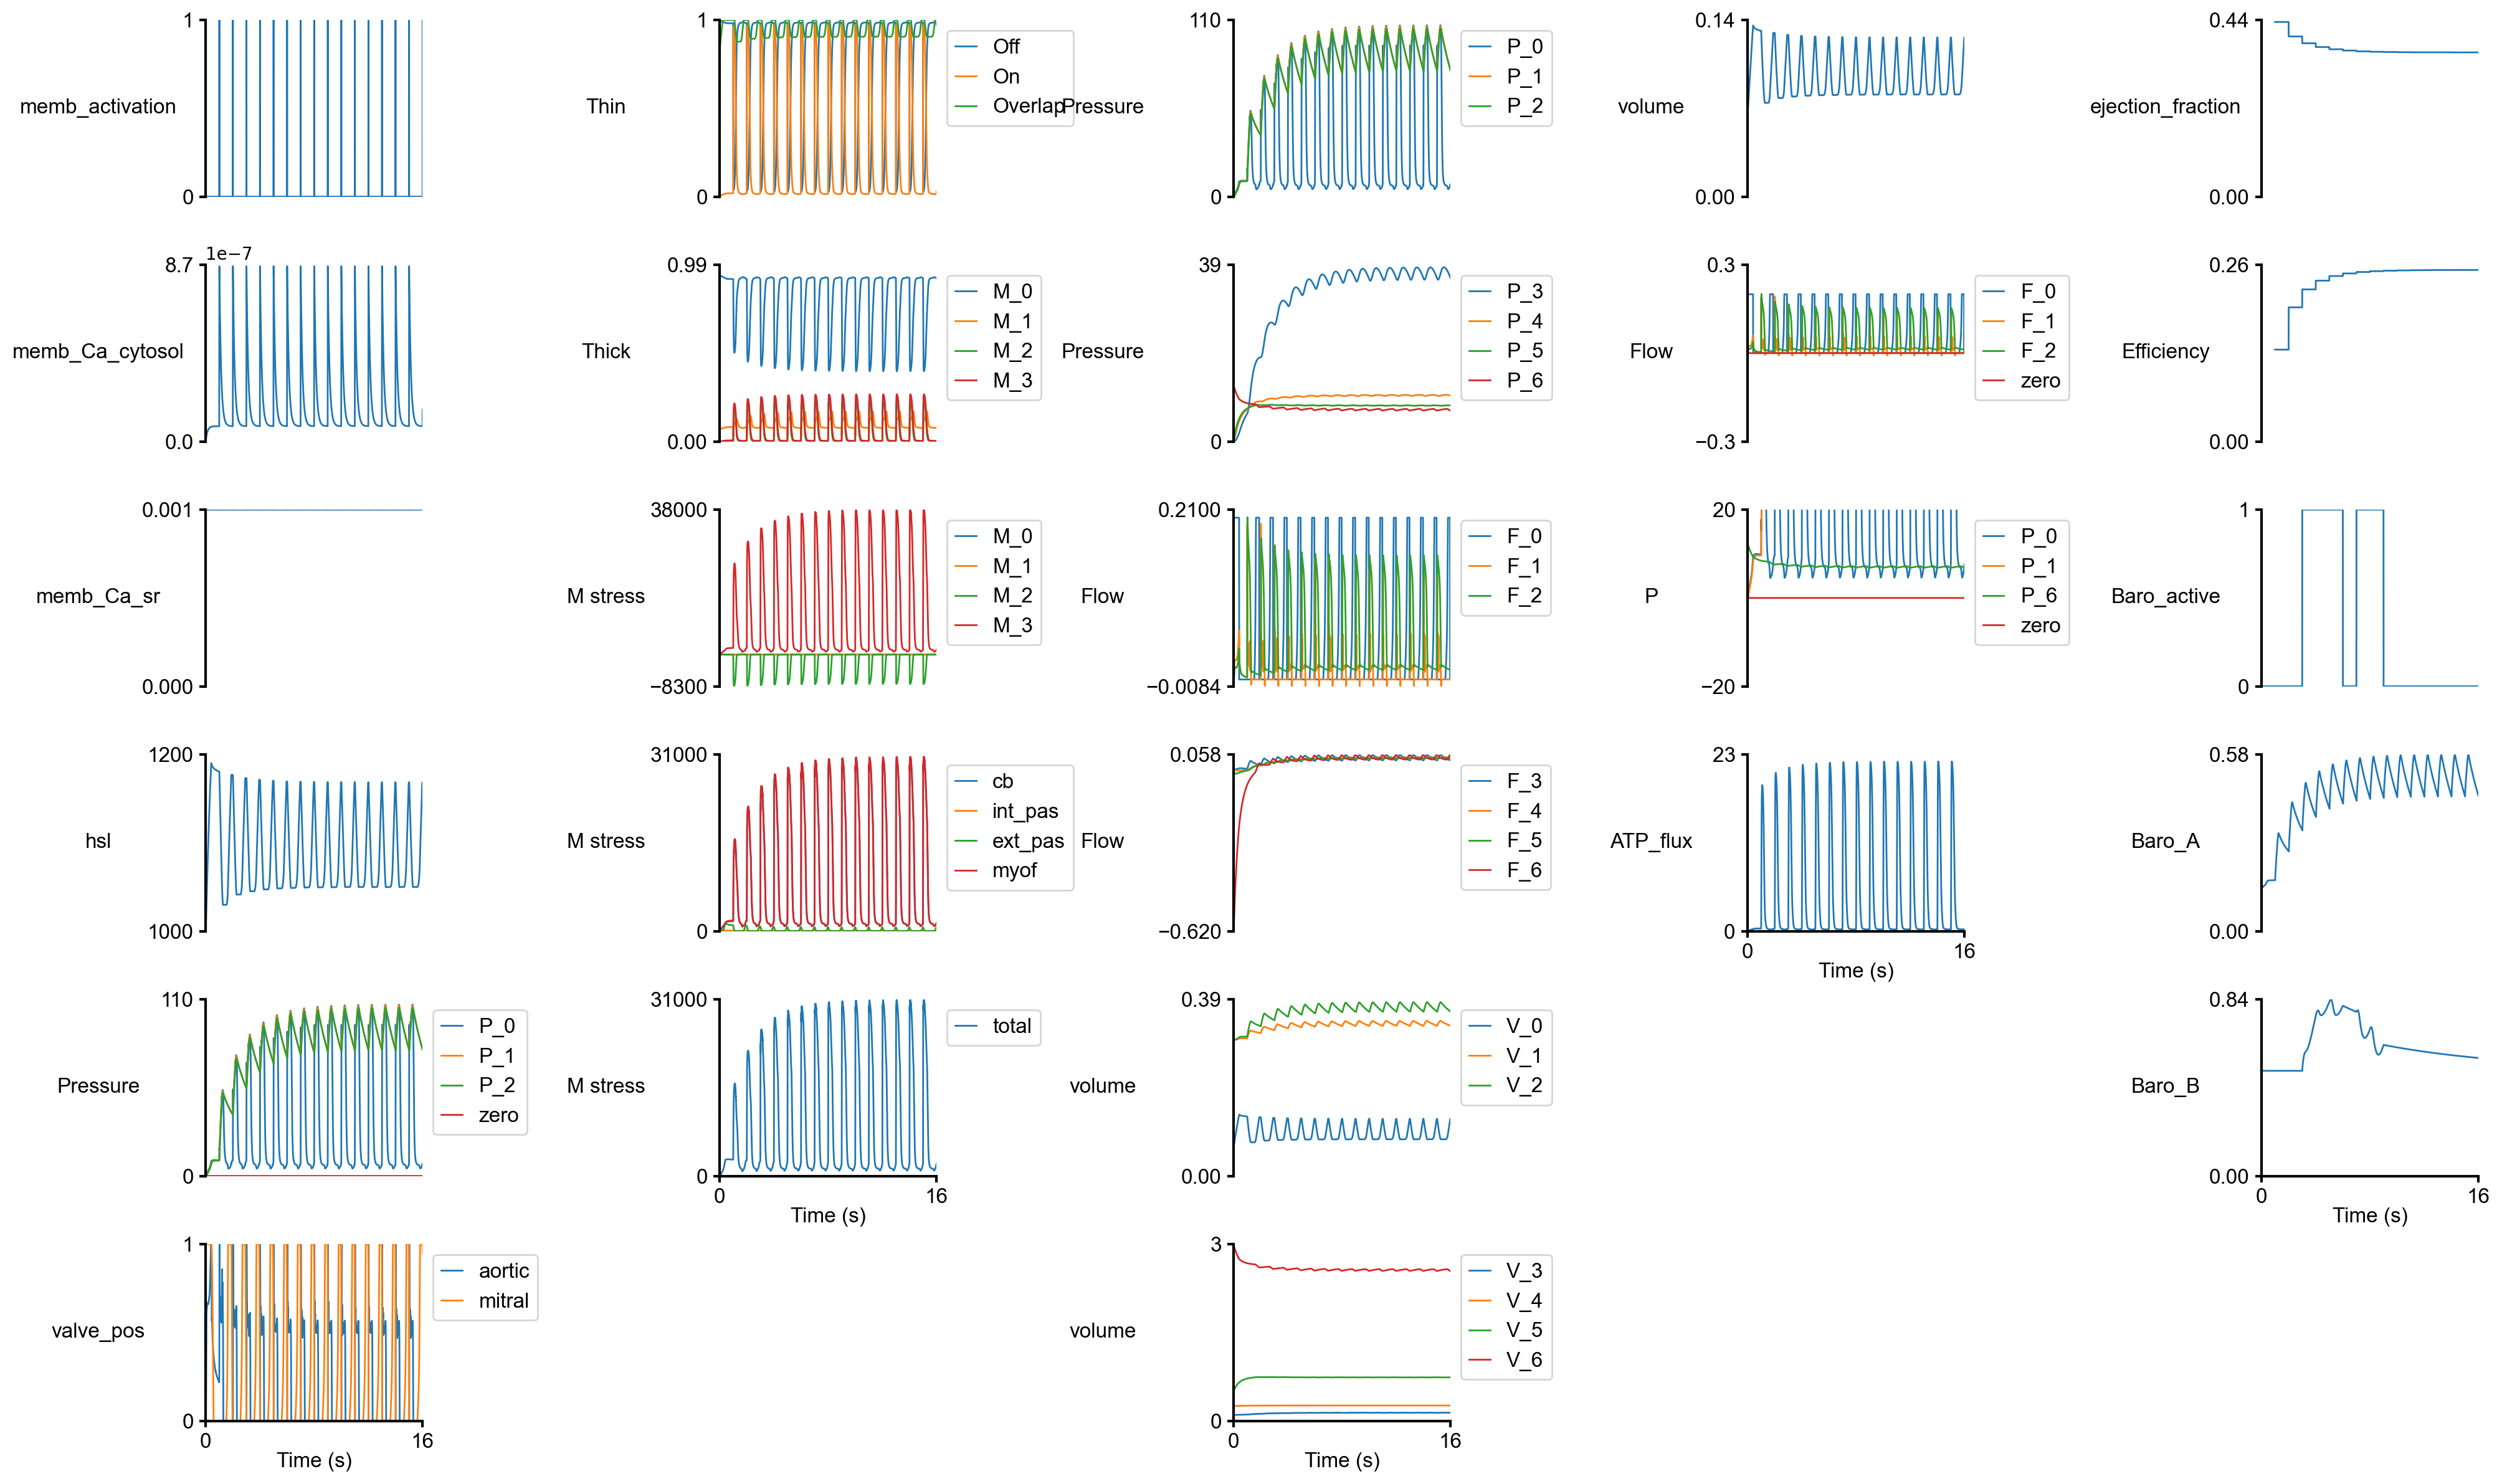 memb_activation
1
0
memb_Ca_cytosol
1e−7
8.7
0.0
memb_Ca_sr
0.001
0.000
hsl
1200
1000
Pressure
110
0
P_0
P_1
P_2
zero
valve_pos
1
0
aortic
mitral
0
16
Time (s)
Thin
1
0
Off
On
Overlap
Thick
0.99
0.00
M_0
M_1
M_2
M_3
M stress
38000
−8300
M_0
M_1
M_2
M_3
M stress
31000
0
cb
int_pas
ext_pas
myof
M stress
31000
0
total
0
16
Time (s)
Pressure
110
0
P_0
P_1
P_2
Pressure
39
0
P_3
P_4
P_5
P_6
Flow
0.2100
−0.0084
F_0
F_1
F_2
Flow
0.058
−0.620
F_3
F_4
F_5
F_6
volume
0.39
0.00
V_0
V_1
V_2
volume
3
0
V_3
V_4
V_5
V_6
0
16
Time (s)
volume
0.14
0.00
Flow
0.3
−0.3
F_0
F_1
F_2
zero
P
20
−20
P_0
P_1
P_6
zero
ATP_flux
23
0
0
16
Time (s)
ejection_fraction
0.44
0.00
Efficiency
0.26
0.00
Baro_active
1
0
Baro_A
0.58
0.00
Baro_B
0.84
0.00
0
16
Time (s)